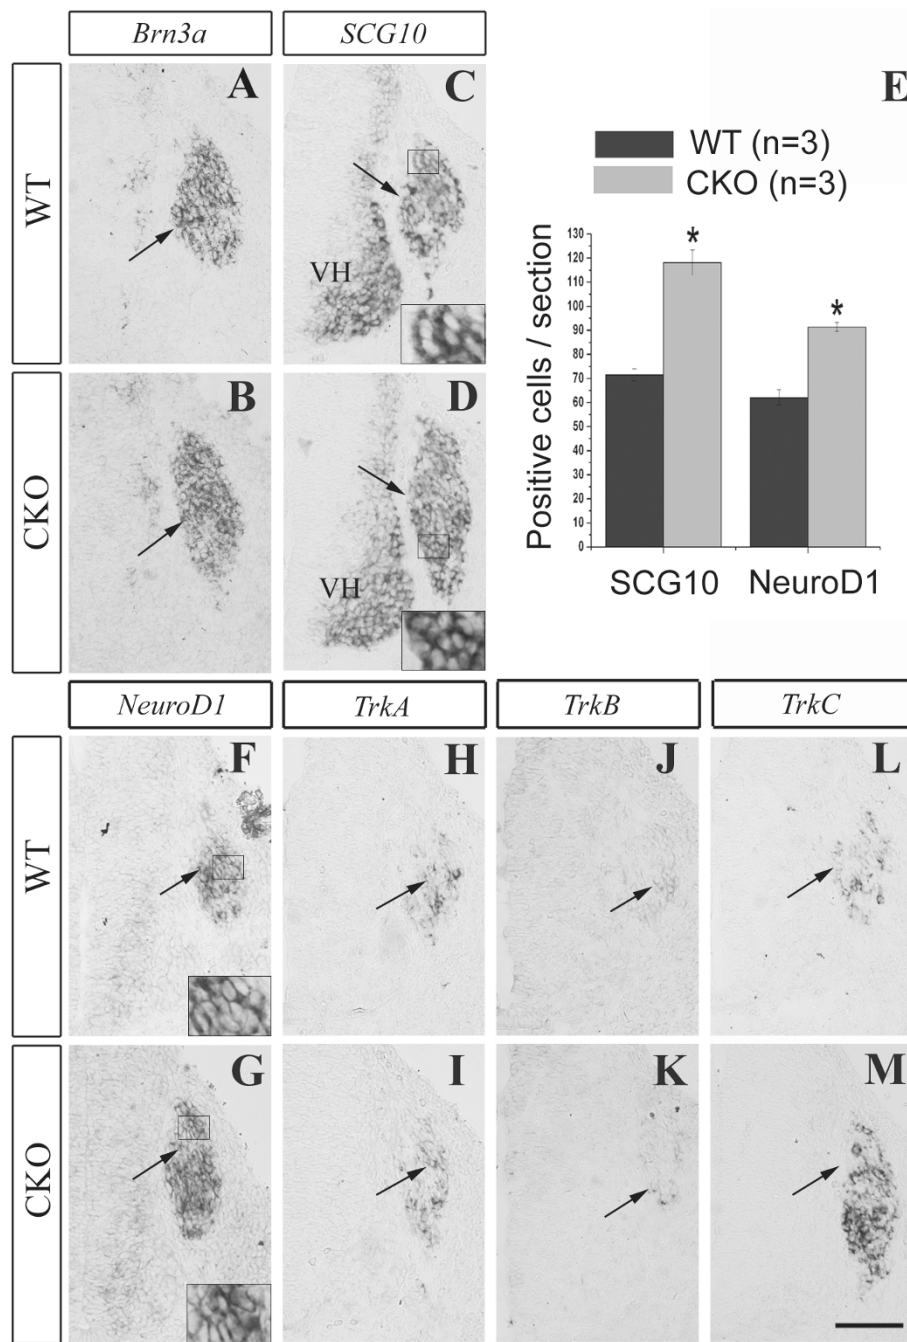 Brn3a
SCG10
WT
A
C
VH
E
WT (n=3)
CKO (n=3)
Positive cells / section
130
120
110
100
90
80
70
60
50
40
30
20
10
0
*
*
SCG10
NeuroD1
CKO
B
D
VH
NeuroD1
TrkA
TrkB
TrkC
WT
F
H
J
L
CKO
G
I
K
M